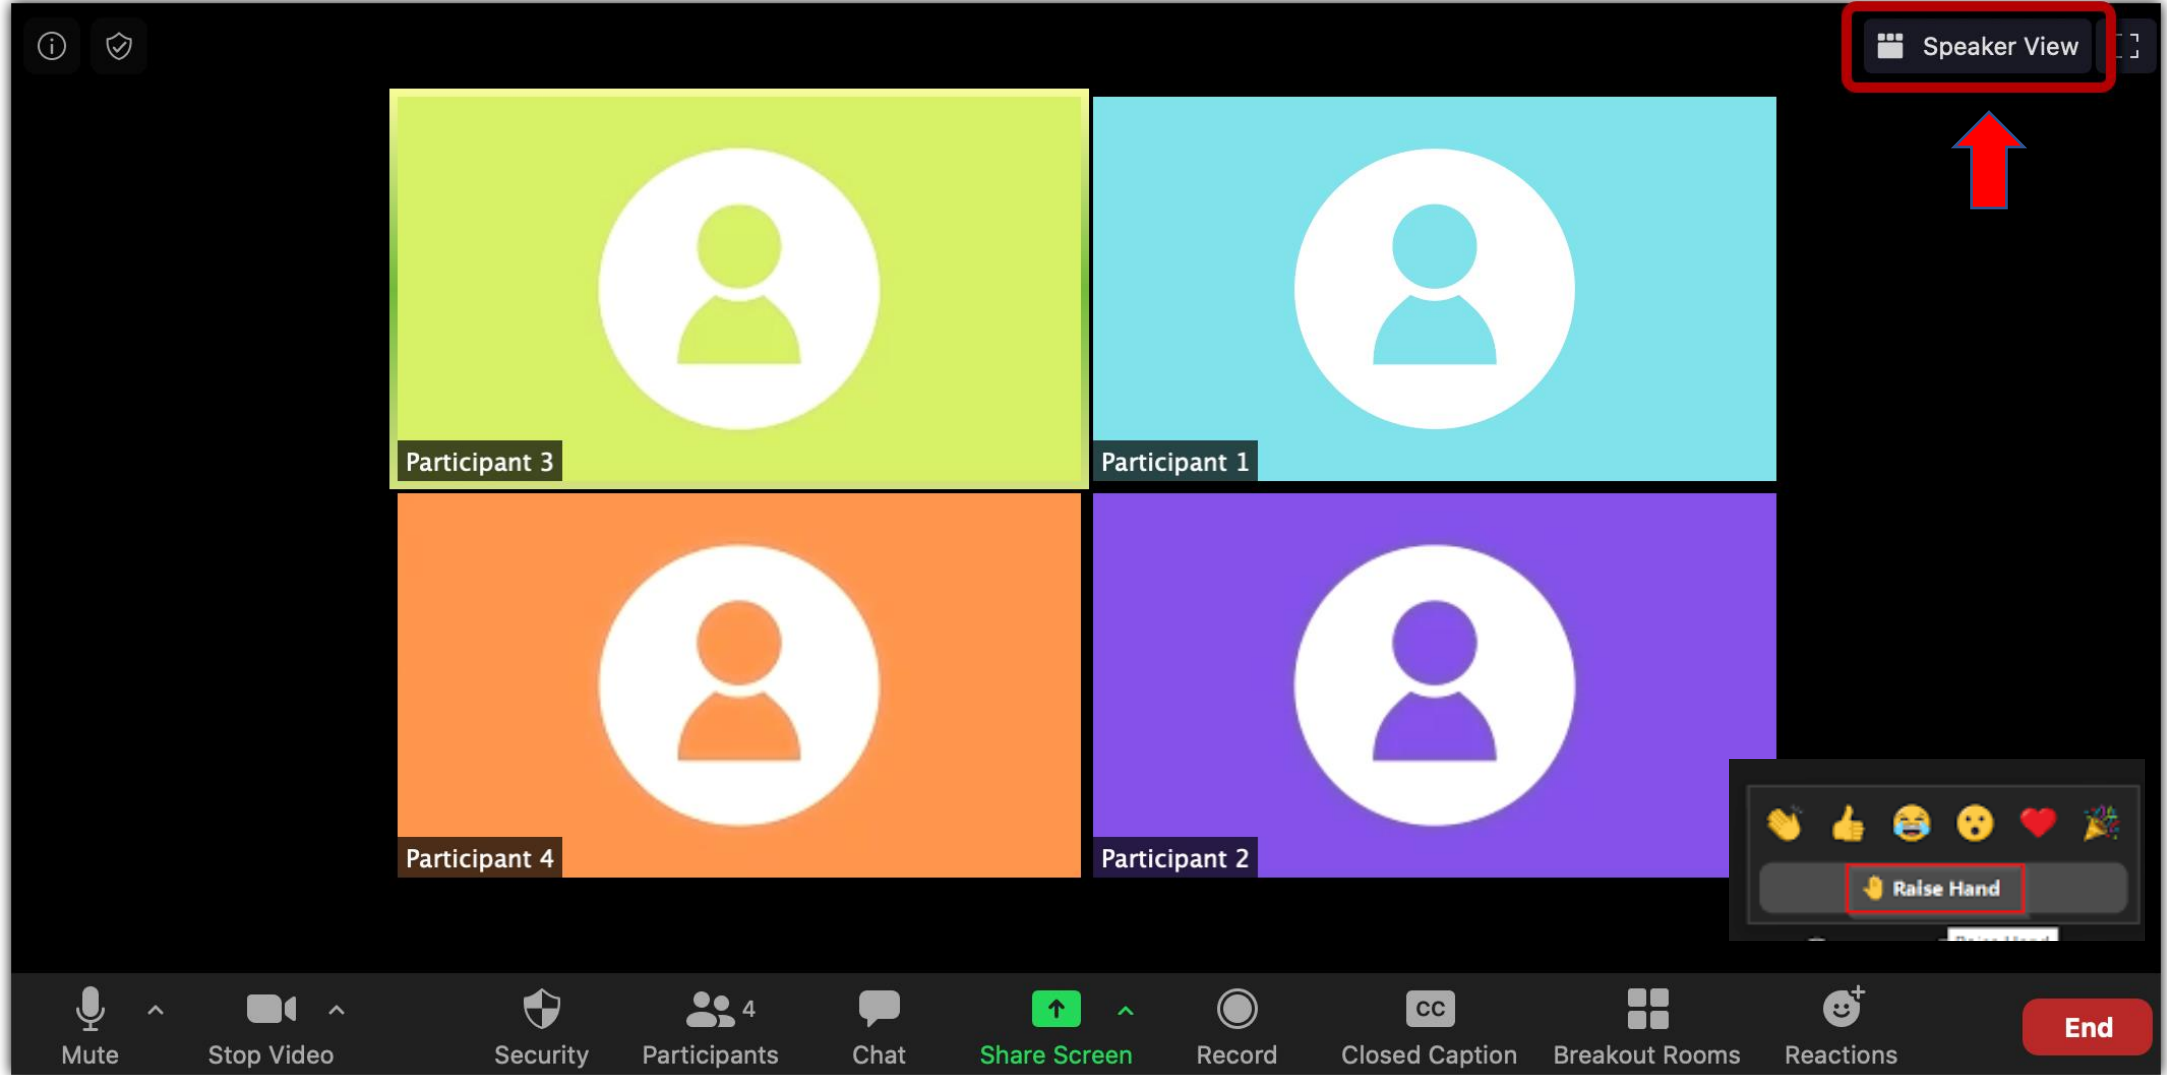 Speaker View
Participant 3
Participant 1
Participant 4
Participant 2
Raise Hand
4
CC
Mute
Stop Video
Security
Participants
Chat
Share Screen
Record
Closed Caption
Breakout Rooms
Reactions
End